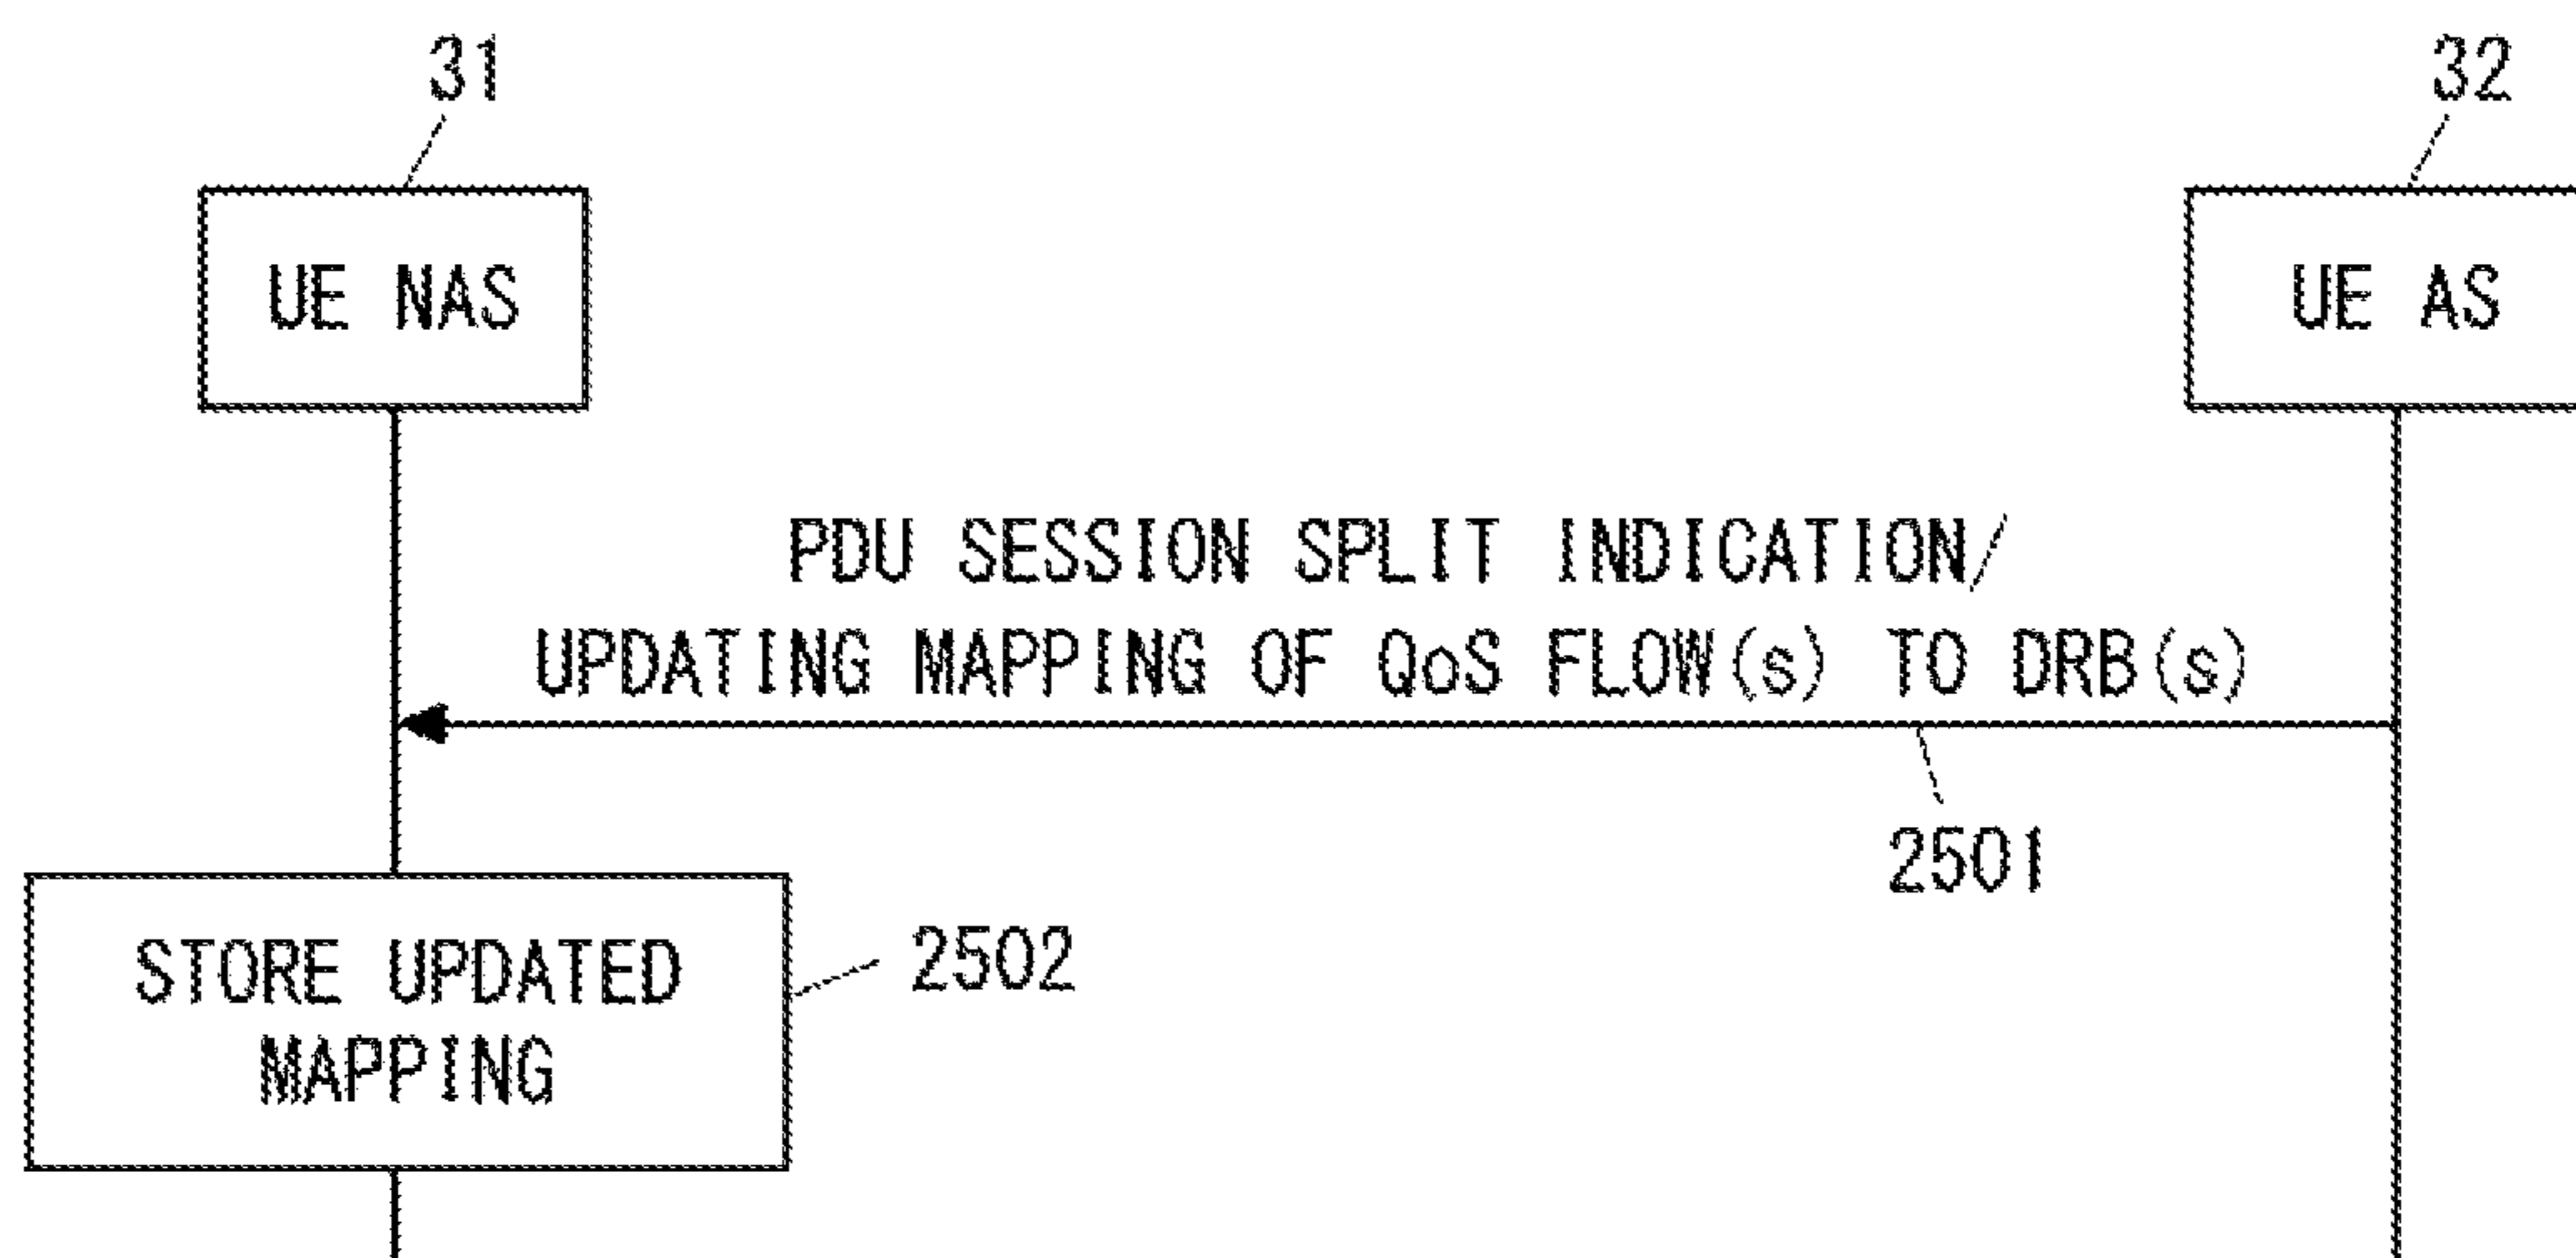 31
32
UE NAS
UE AS
PDU SESSION SPLIT INDICATION/
UPDATING MAPPING OF QoS FLOW(s) TO DRB(s)
2501
STORE UPDATED
MAPPING
2502